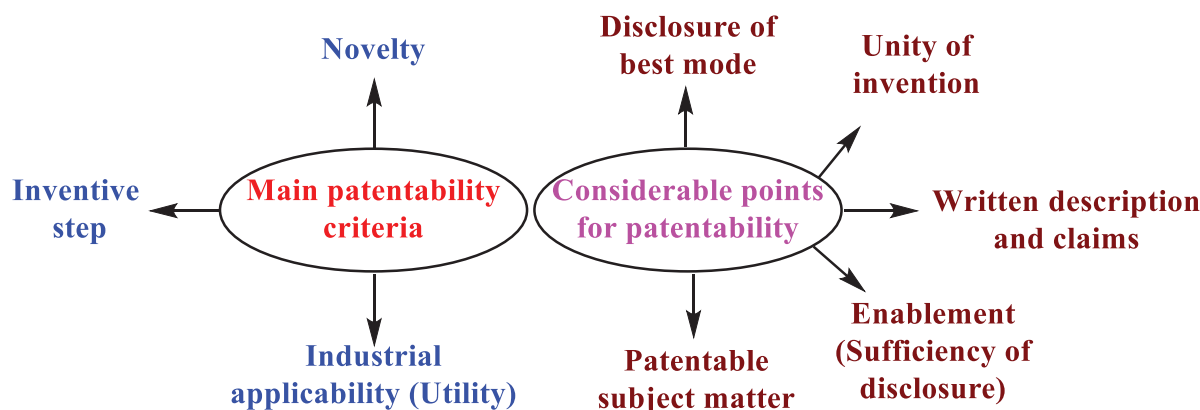 Novelty
Inventive
step
Main patentability
criteria
Industrial
applicability (Utility)
Disclosure of
best mode
Unity of
invention
Considerable points
for patentability
Written description
and claims
Enablement
(Sufficiency of
disclosure)
Patentable
subject matter